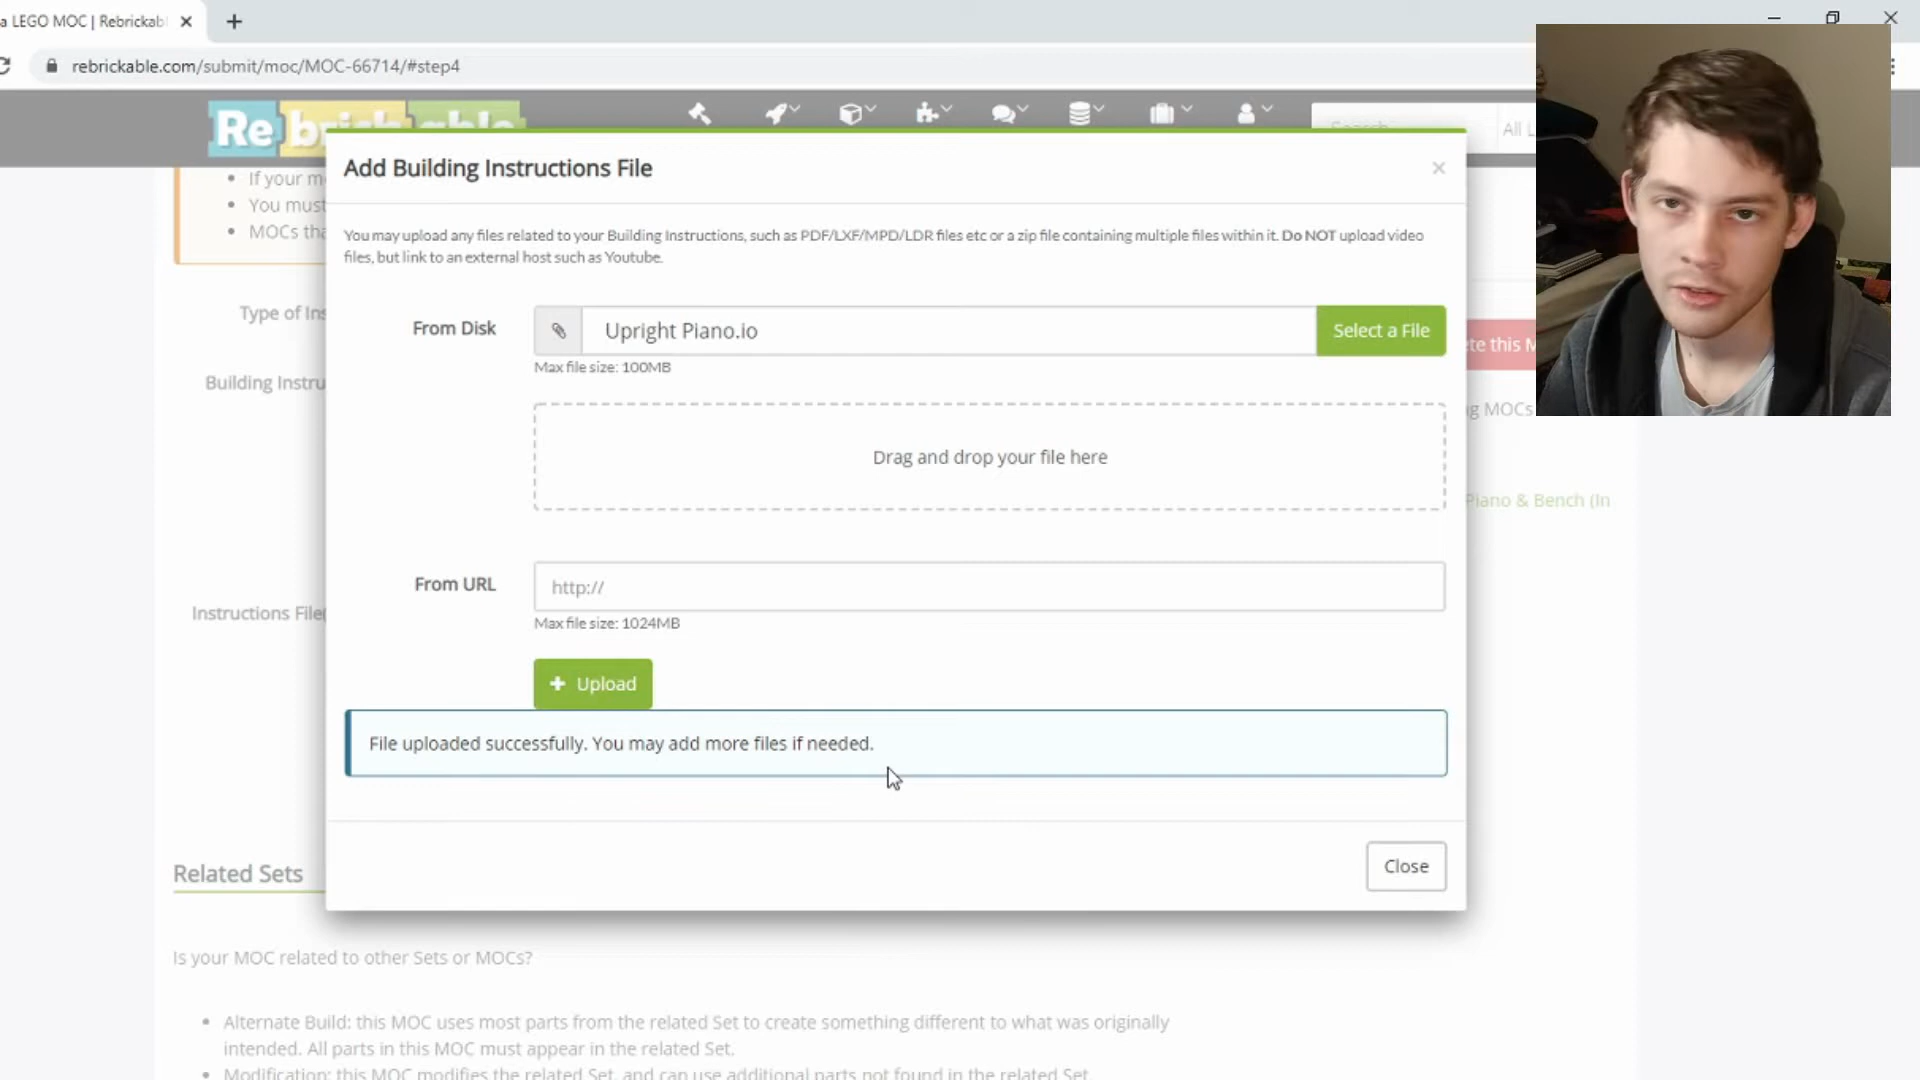 a LEGO MOC | Rebrickab
rebrickable.com/submit/moc/MOC-66714/#step4
Rebrickable
Search...
All L
Add Building Instructions File
If your m
You must
MOCs tha
You may upload any files related to your Building Instructions, such as PDF/LXF/MPD/LDR files etc or a zip file containing multiple files within it. Do NOT upload video
files, but link to an external host such as Youtube.
Type of Ins
From Disk
Upright Piano.io
Select a File
ete this M
Max file size: 100MB
Building Instru
g MOCs
Drag and drop your file here
Piano & Bench (In
From URL
http://
Max file size: 1024MB
Instructions File(
+ Upload
File uploaded successfully. You may add more files if needed.
Close
Related Sets
Is your MOC related to other Sets or MOCs?
Alternate Build: this MOC uses most parts from the related Set to create something different to what was originally
intended. All parts in this MOC must appear in the related Set.
Modification: this MOC modifies the related Set, and can use additional parts not found in the related Set.